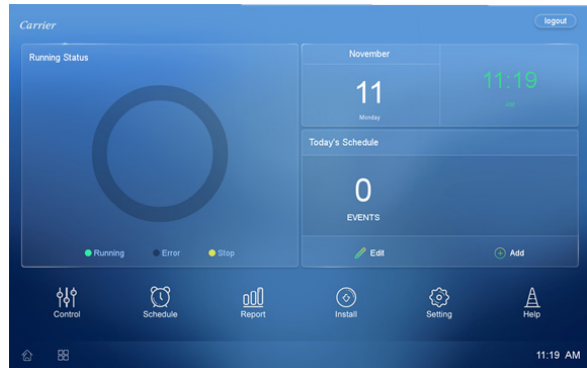 Carrier
logout
Running Status
November
11
Monday
11:19
Today's Schedule
0
EVENTS
Running
Error
Stop
Edit
Add
Control
Schedule
Report
Install
Setting
Help
11:19 AM